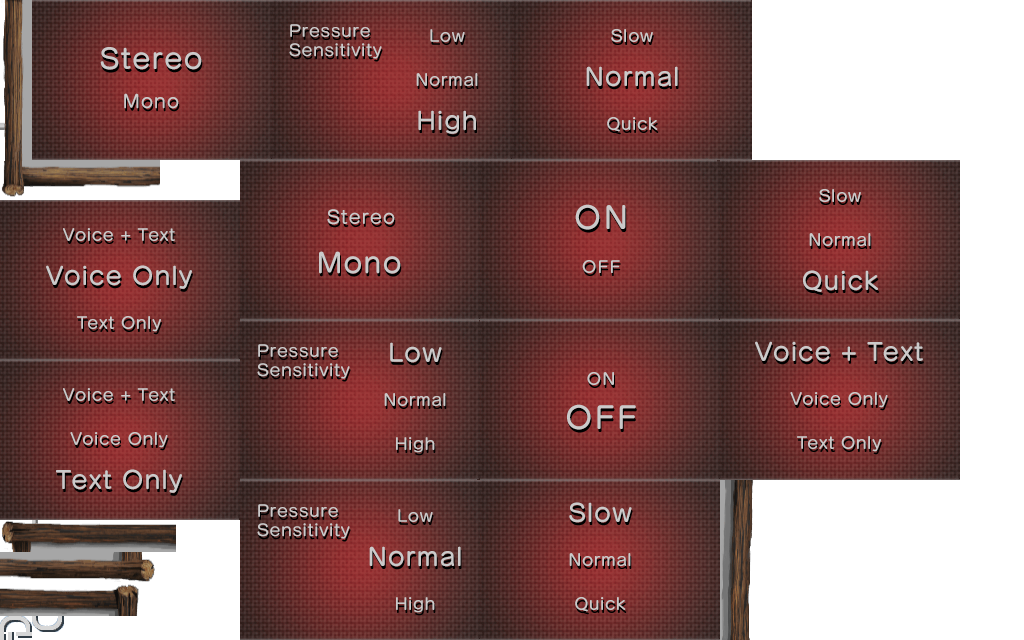 Stereo
Mono
Pressure
Sensitivity
Low
Normal
High
Slow
Normal
Quick
Voice + Text
Voice Only
Text Only
Stereo
Mono
ON
OFF
Slow
Normal
Quick
Voice + Text
Voice Only
Text Only
Pressure
Sensitivity
Low
Normal
High
ON
OFF
Voice + Text
Voice Only
Text Only
Pressure
Sensitivity
Low
Normal
High
Slow
Normal
Quick